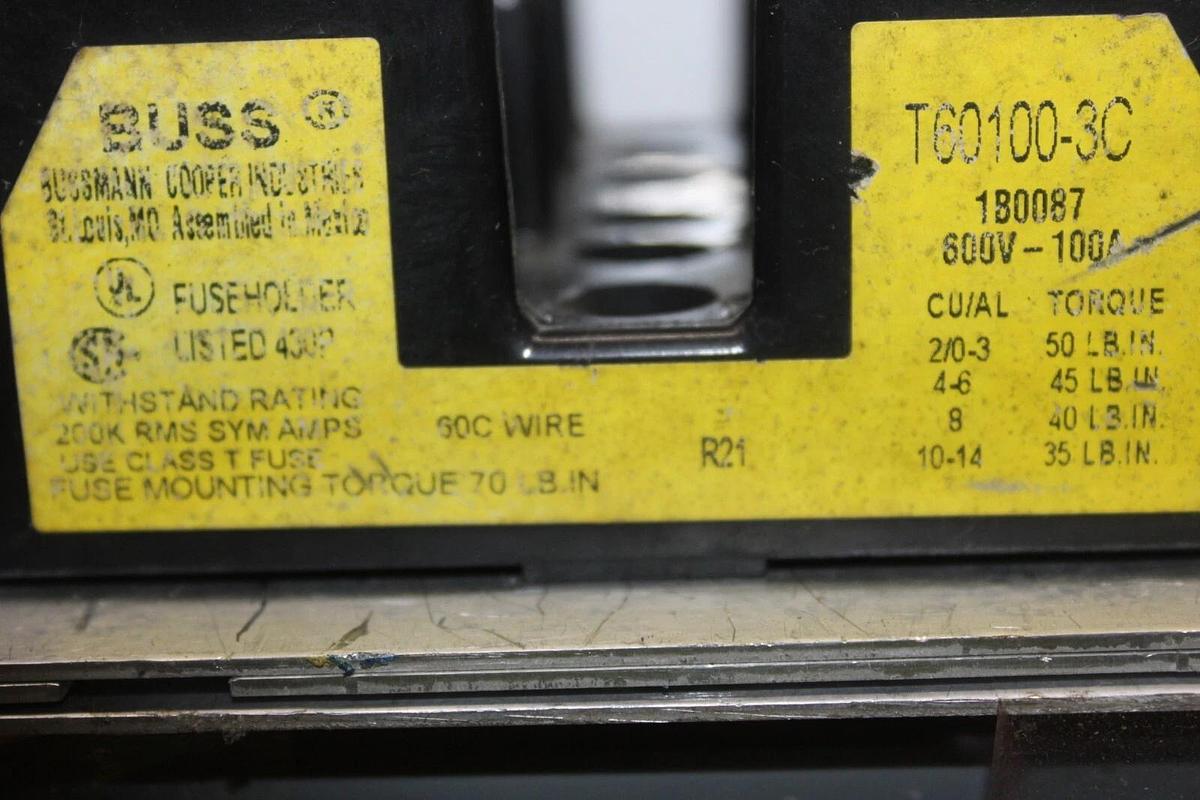 BUSS ®
BUSSMANN COOPER INDUSTRIES
St. Louis, MO. Assembled in Mexico
UL FUSEHOLDER
LISTED 430P
WITHSTAND RATING
200K RMS SYM AMPS
USE CLASS T FUSE
FUSE MOUNTING TORQUE 70 LB.IN
60C WIRE
R21
T60100-3C
1B0087
600V – 100A
CU/AL TORQUE
2/0-3 50 LB.IN.
4-6 45 LB.IN.
8 40 LB.IN.
10-14 35 LB.IN.